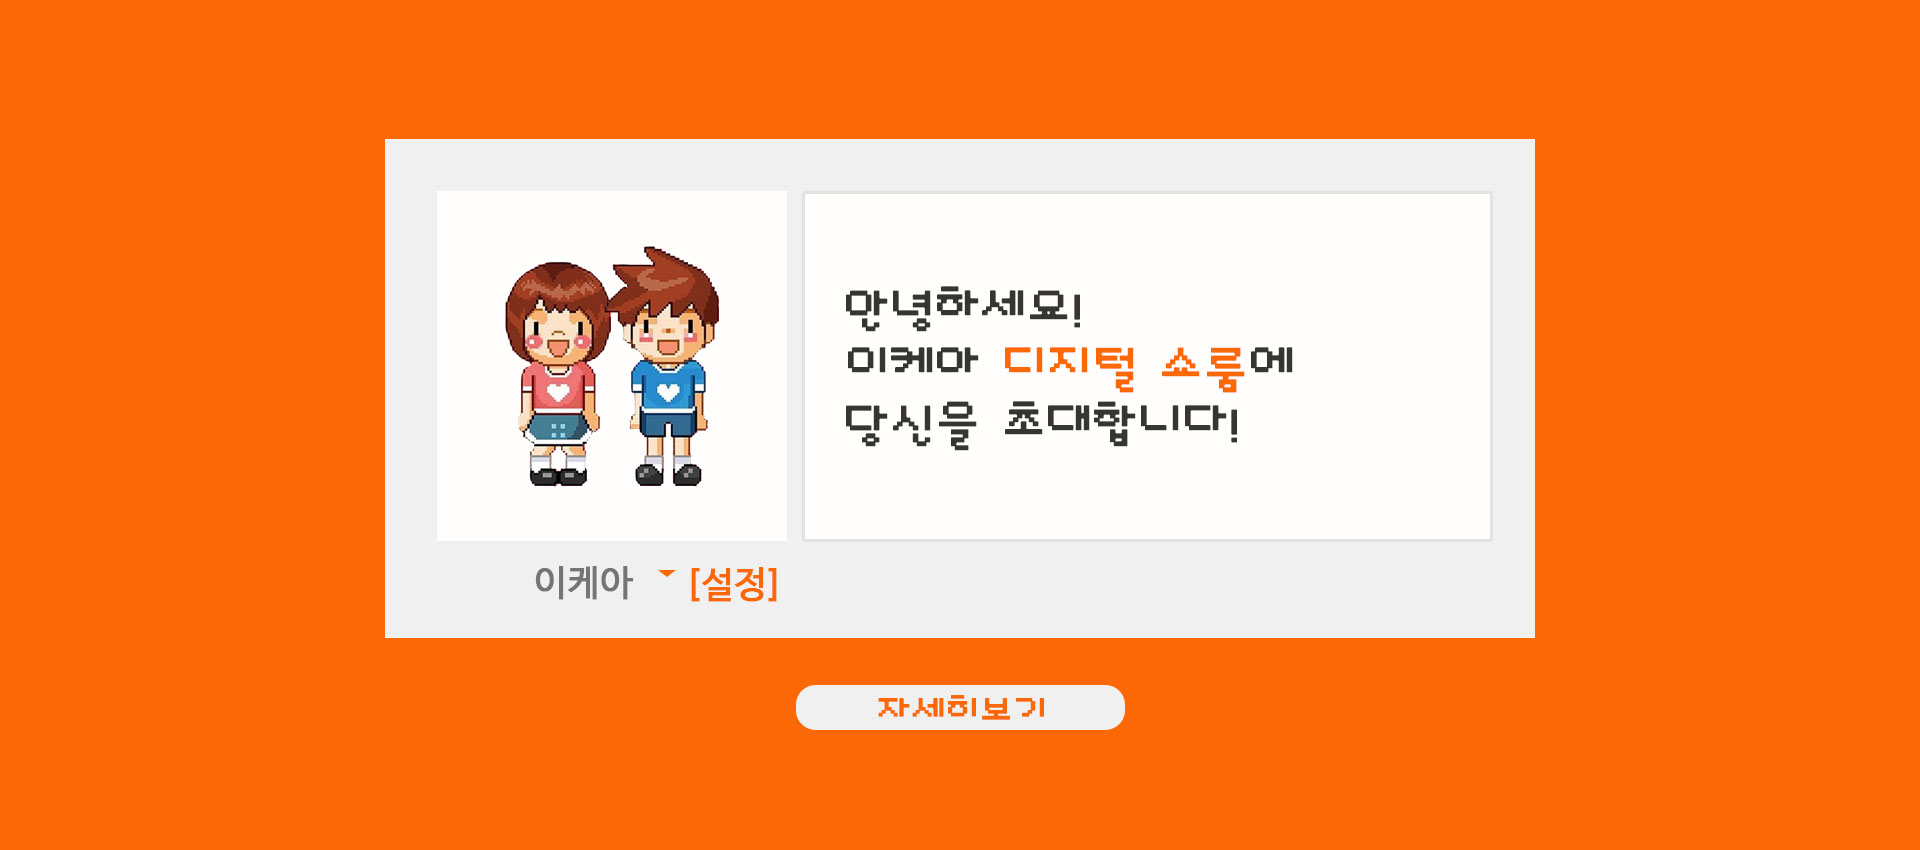 안녕하세요!
이케아 디지털 쇼룸에
당신을 초대합니다!
이케아 [설정]
자세히보기